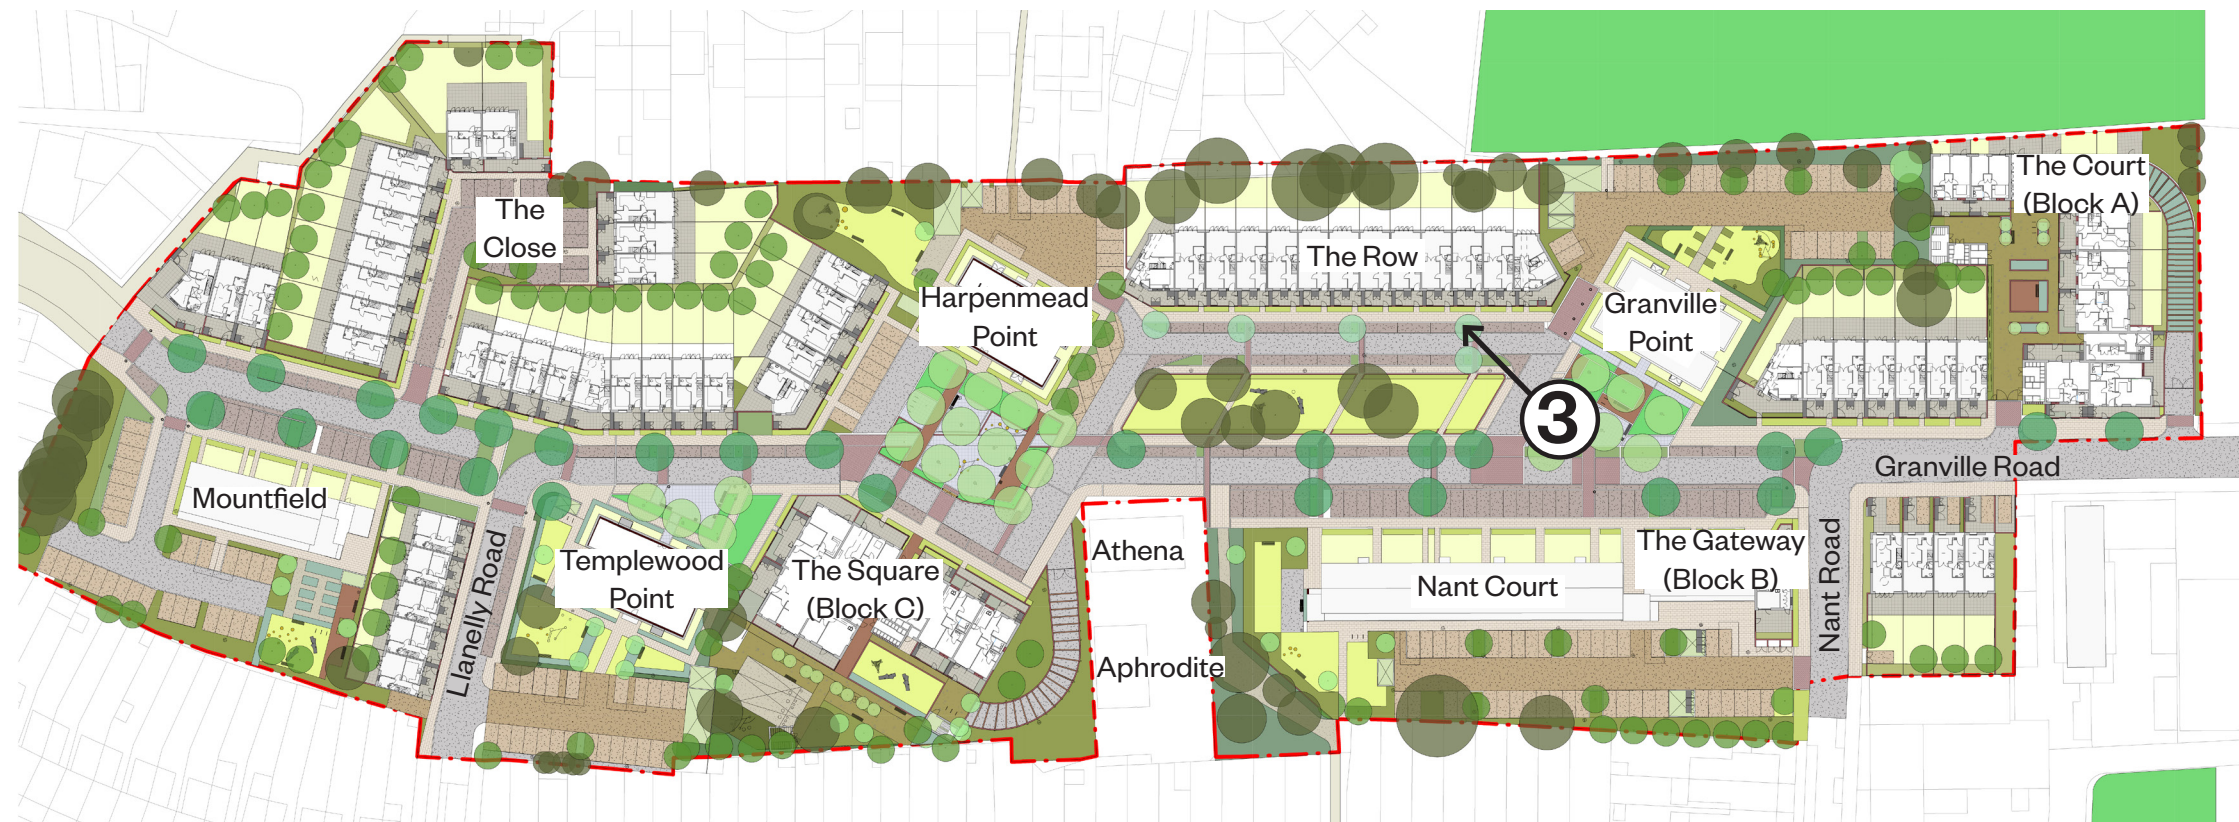 The Court
(Block A)
The
Close
The Row
Harpenmead
Point
Granville
Point
3
Granville Road
Mountfield
Llanelly Road
Templewood
Point
The Square
(Block C)
Athena
Aphrodite
Nant Court
The Gateway
(Block B)
Nant Road